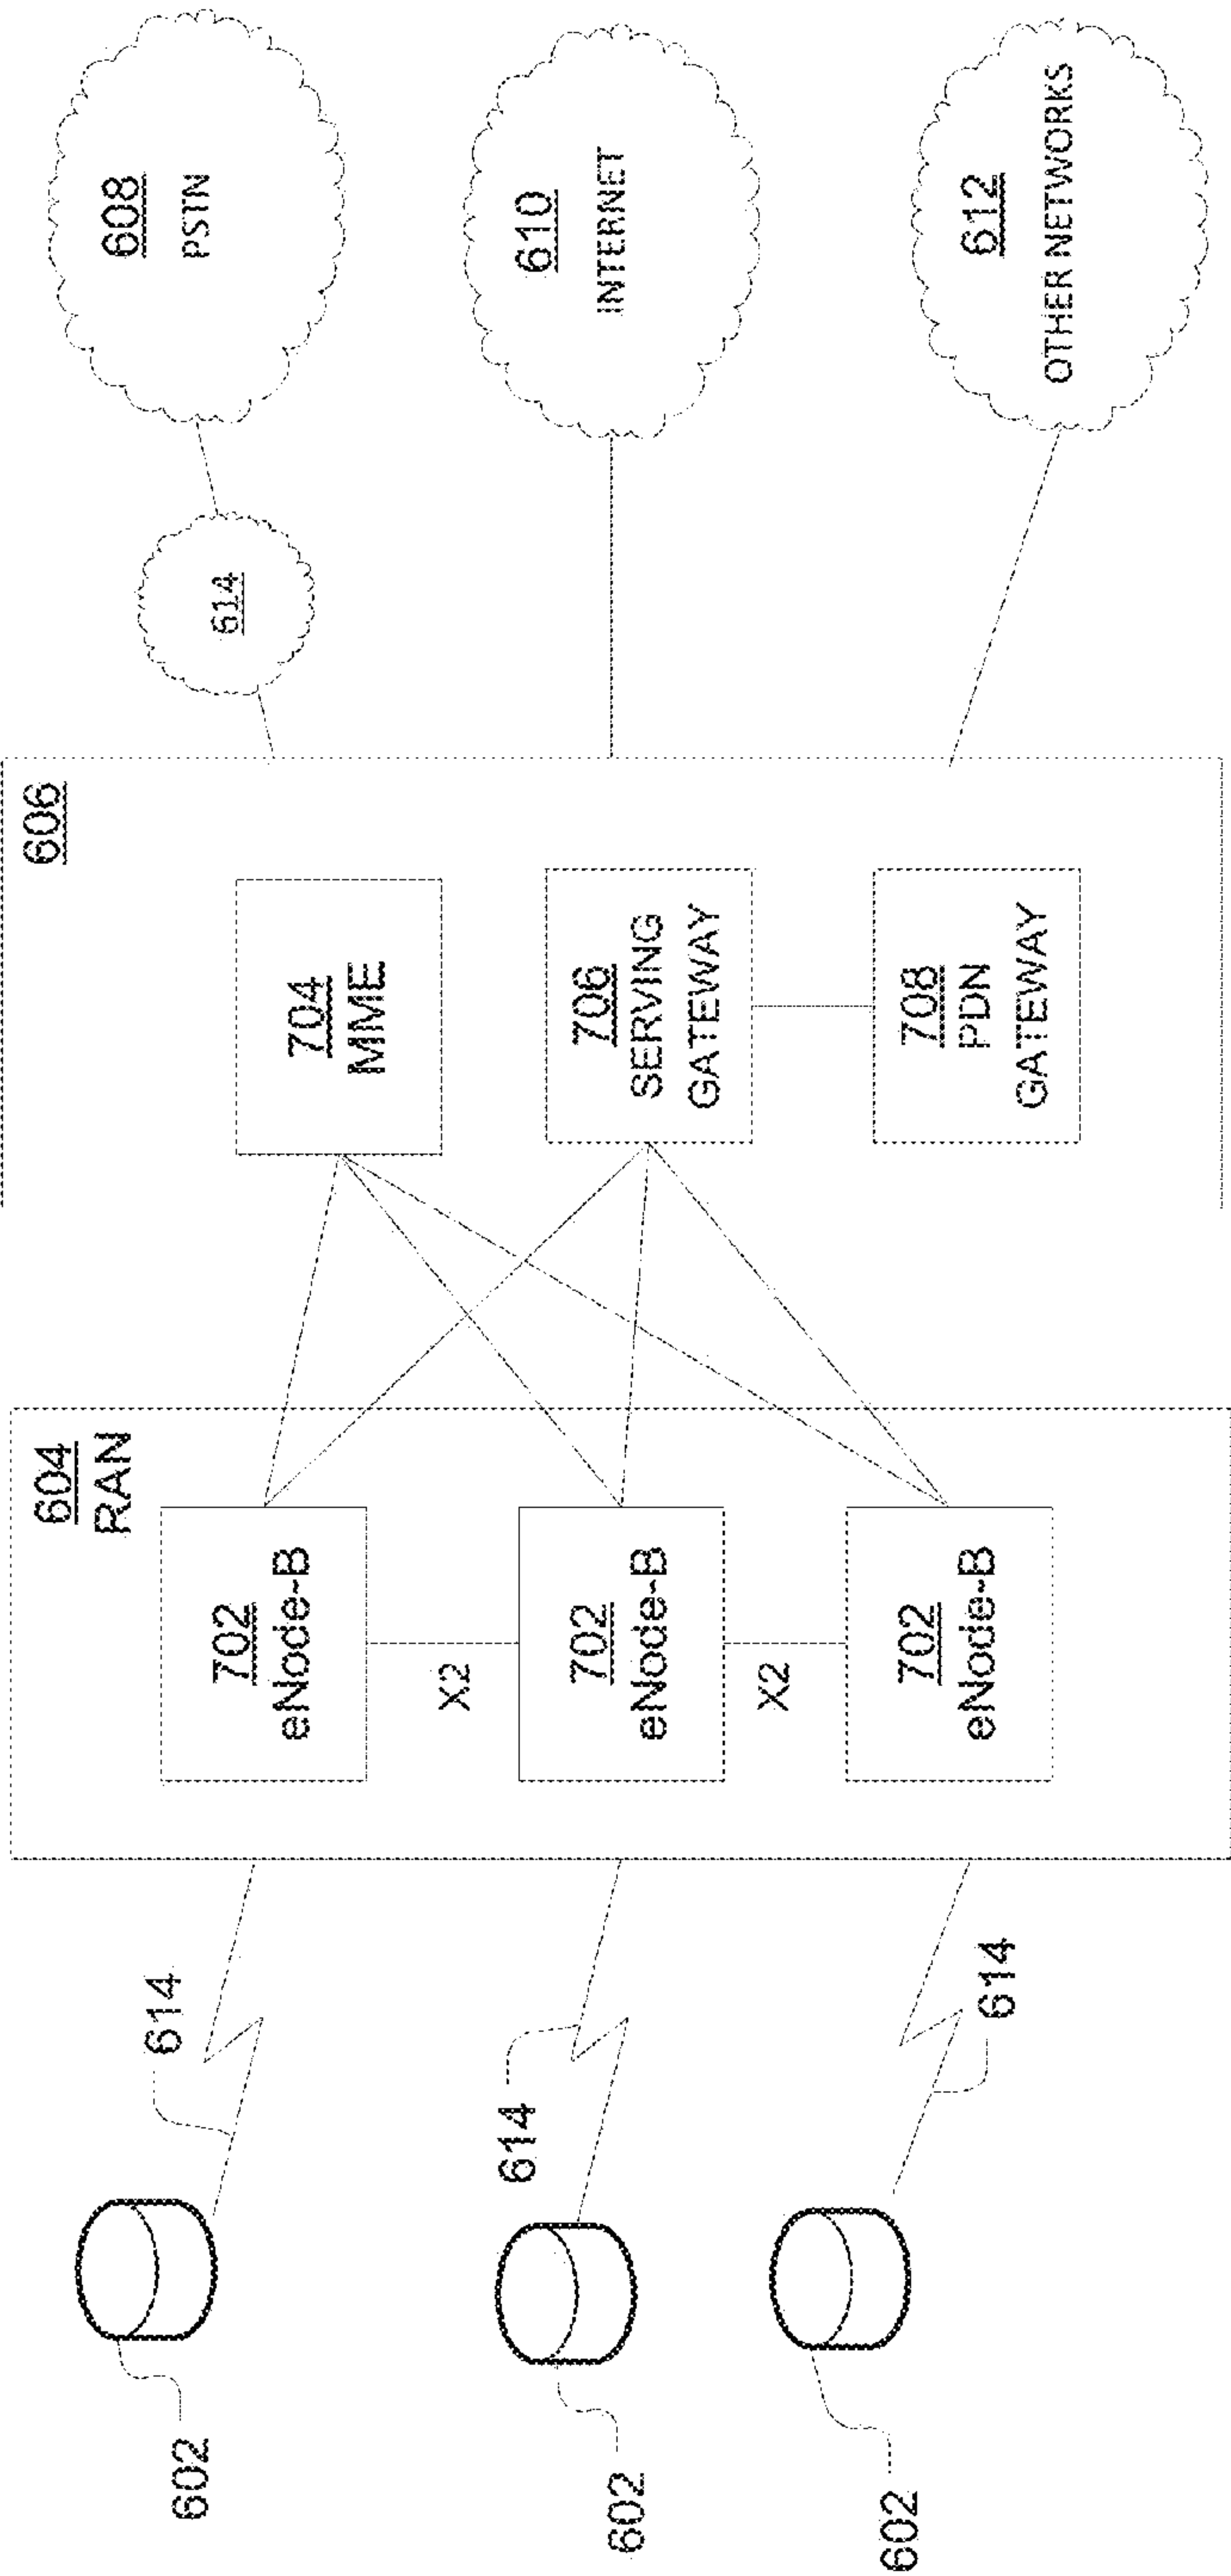 602
602
602
614
614
614
604
RAN
702
eNode-B
X2
702
eNode-B
X2
702
eNode-B
606
704
MME
706
SERVING
GATEWAY
708
PDN
GATEWAY
614
608
PSTN
610
INTERNET
612
OTHER NETWORKS